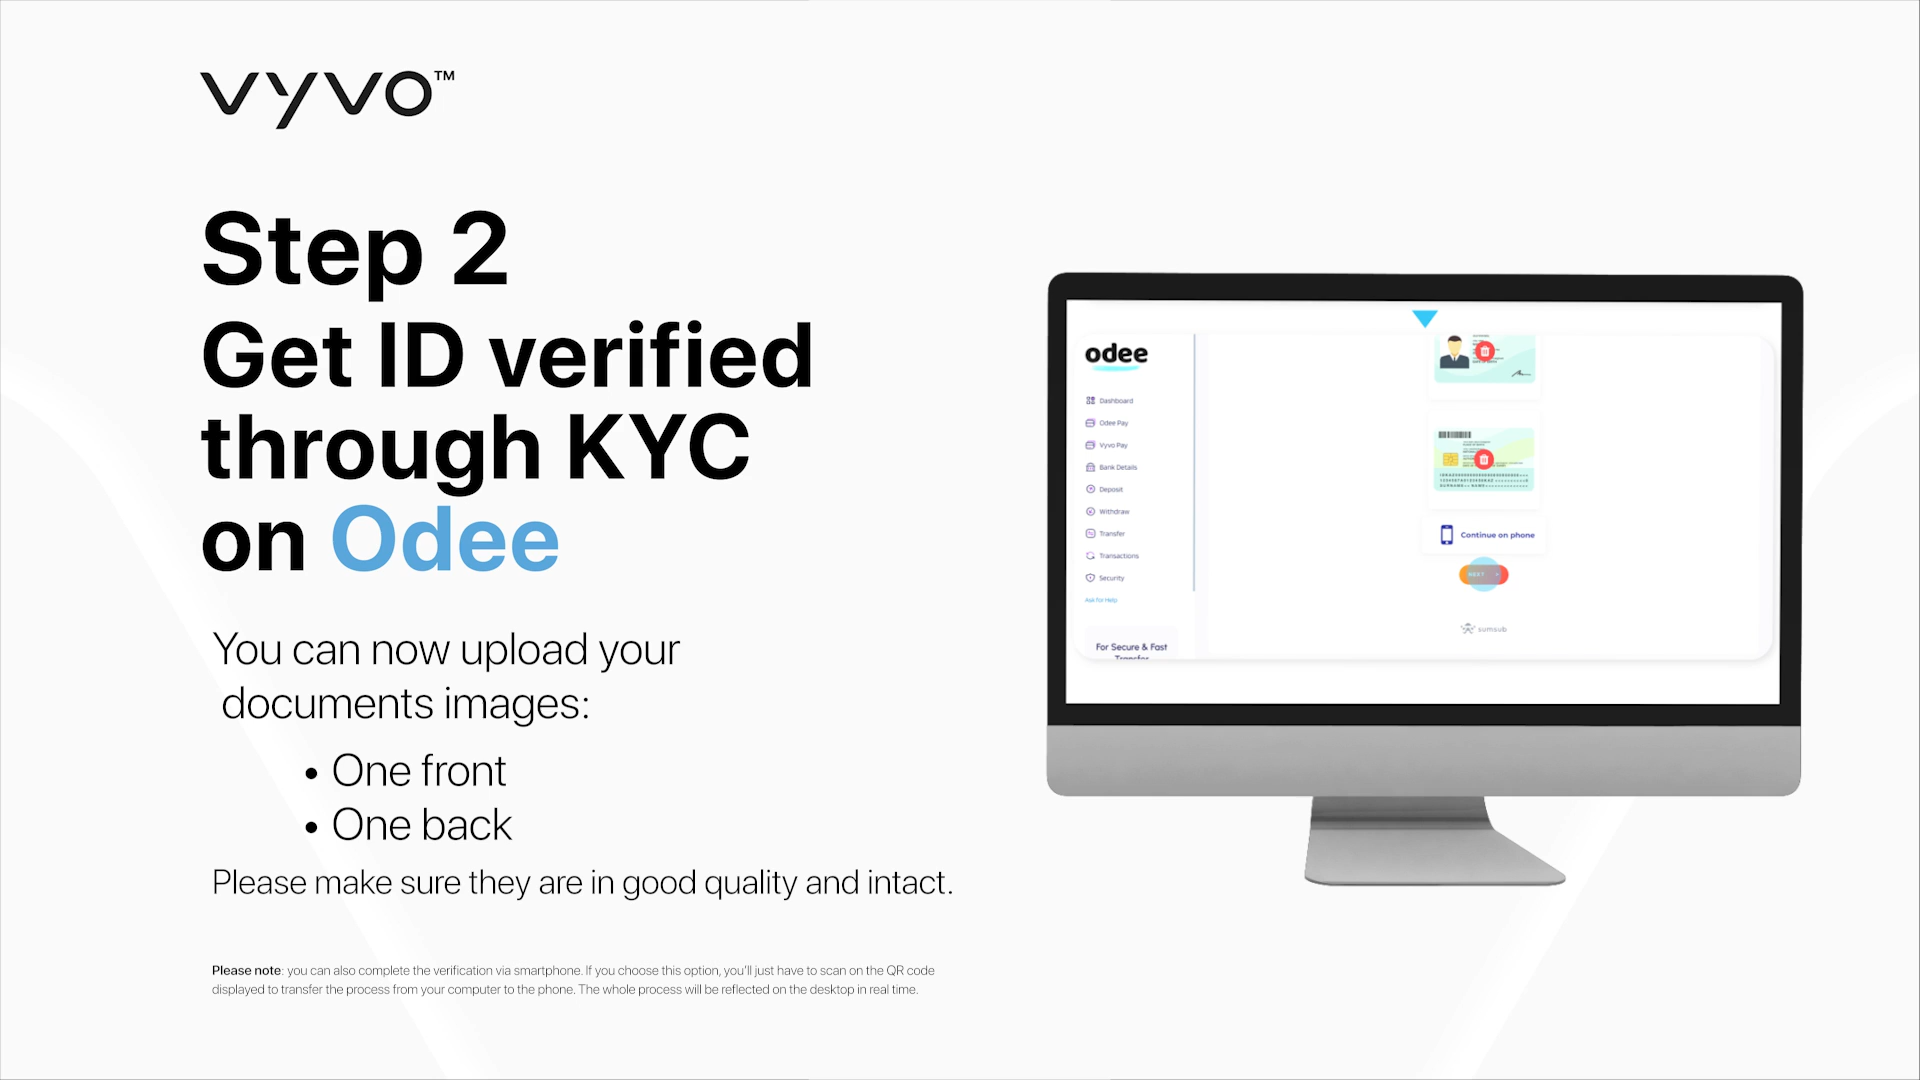 vyvo™
Step 2
Get ID verified
through KYC
on Odee
You can now upload your
documents images:
• One front
• One back
Please make sure they are in good quality and intact.
Please note: you can also complete the verification via smartphone. If you choose this option, you'll just have to scan on the QR code
displayed to transfer the process from your computer to the phone. The whole process will be reflected on the desktop in real time.
odee
Dashboard
Odee Pay
Vyvo Pay
Bank Details
Deposit
Withdraw
Transfer
Transactions
Security
Ask for Help
For Secure & Fast
Transfer
Continue on phone
NEXT
sumsub